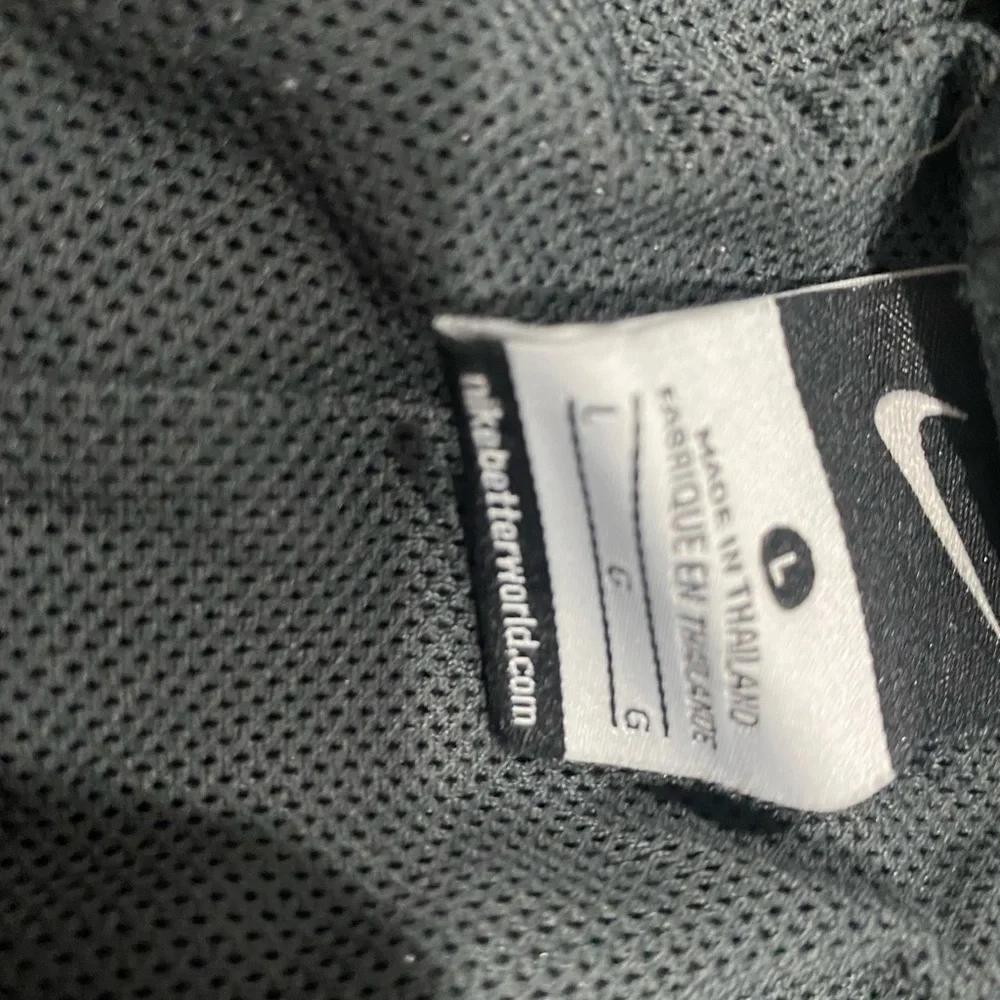 L
MADE IN THAILAND
FABRIQUE EN THAILANDE
L G G
nikebetterworld.com